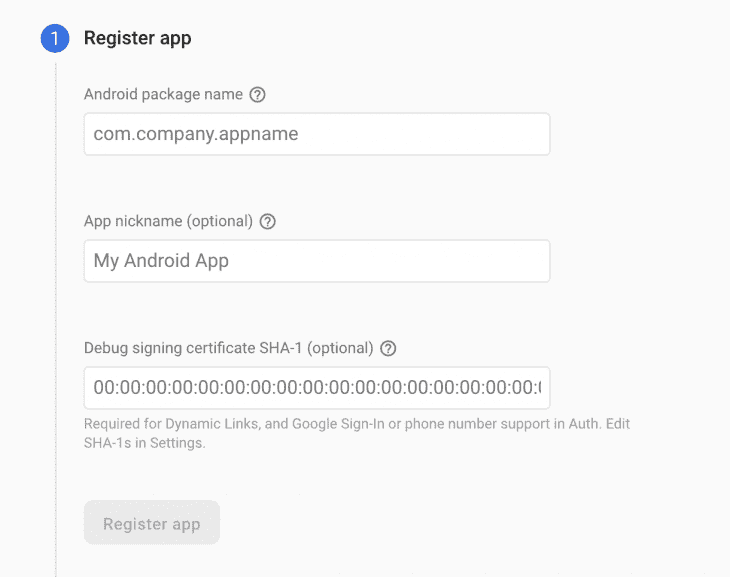 1 Register app
Android package name ?
com.company.appname
App nickname (optional) ?
My Android App
Debug signing certificate SHA-1 (optional) ?
00:00:00:00:00:00:00:00:00:00:00:00:00:00:00:00:00:
Required for Dynamic Links, and Google Sign-In or phone number support in Auth. Edit
SHA-1s in Settings.
Register app